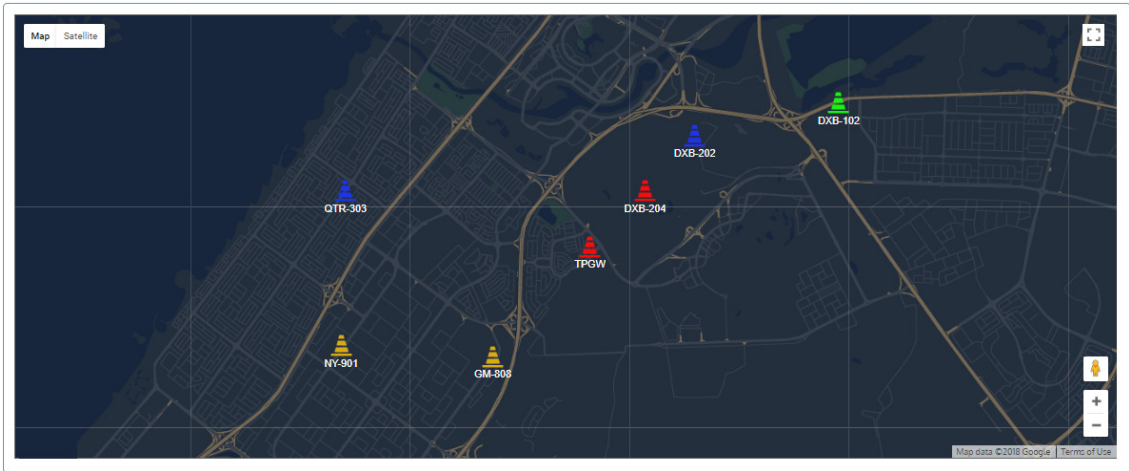 Map Satellite
DXB-102
DXB-202
QTR-303
DXB-204
TPGW
NY-901
GM-808
Map data ©2018 Google Terms of Use